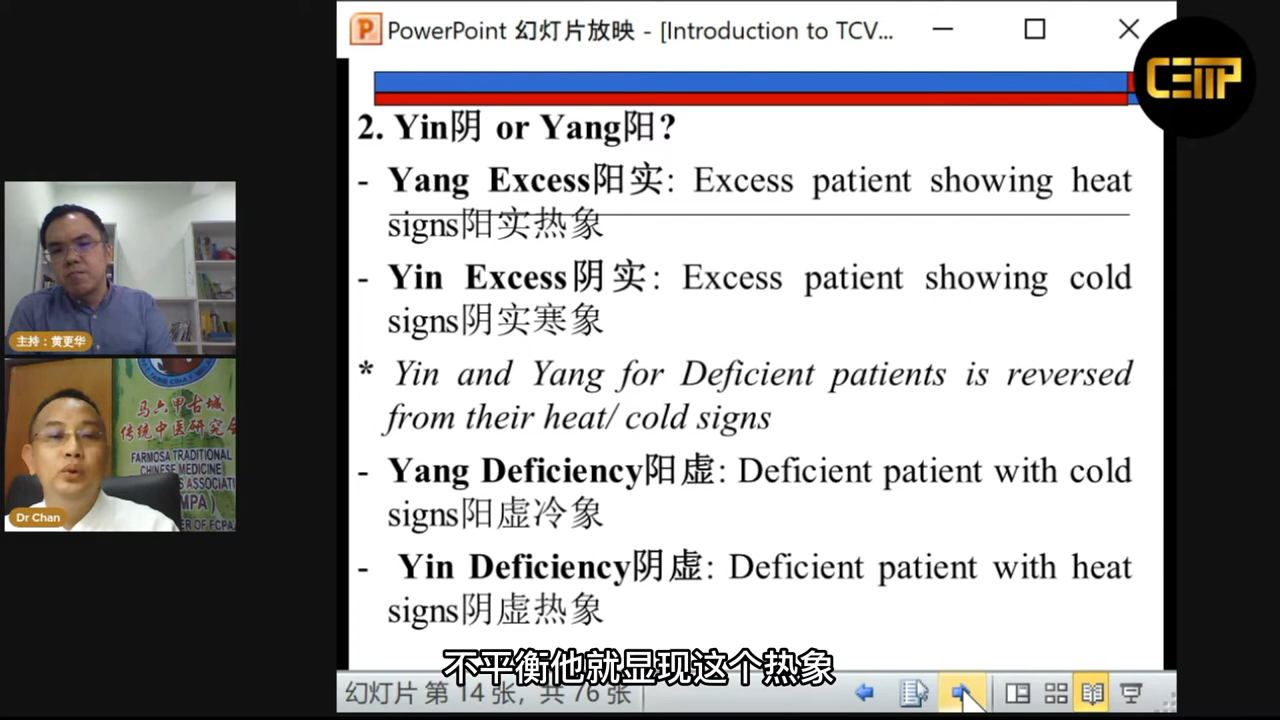 PowerPoint 幻灯片放映 - [Introduction to TCV...
CEMP
2. Yin阴 or Yang阳?
- Yang Excess阳实: Excess patient showing heat
signs阳实热象
- Yin Excess阴实: Excess patient showing cold
signs阴实寒象
* Yin and Yang for Deficient patients is reversed
from their heat/ cold signs
- Yang Deficiency阳虚: Deficient patient with cold
signs阳虚冷象
- Yin Deficiency阴虚: Deficient patient with heat
signs阴虚热象
不平衡他就显现这个热象
幻灯片 第 14 张，共 76 张
主持：黄更华
马六甲古城
传统中医研究会
FARMOSA TRADITIONAL
CHINESE MEDICINE
S ASSOCIAT
MPA )
ER OF FCPA
Dr Chan